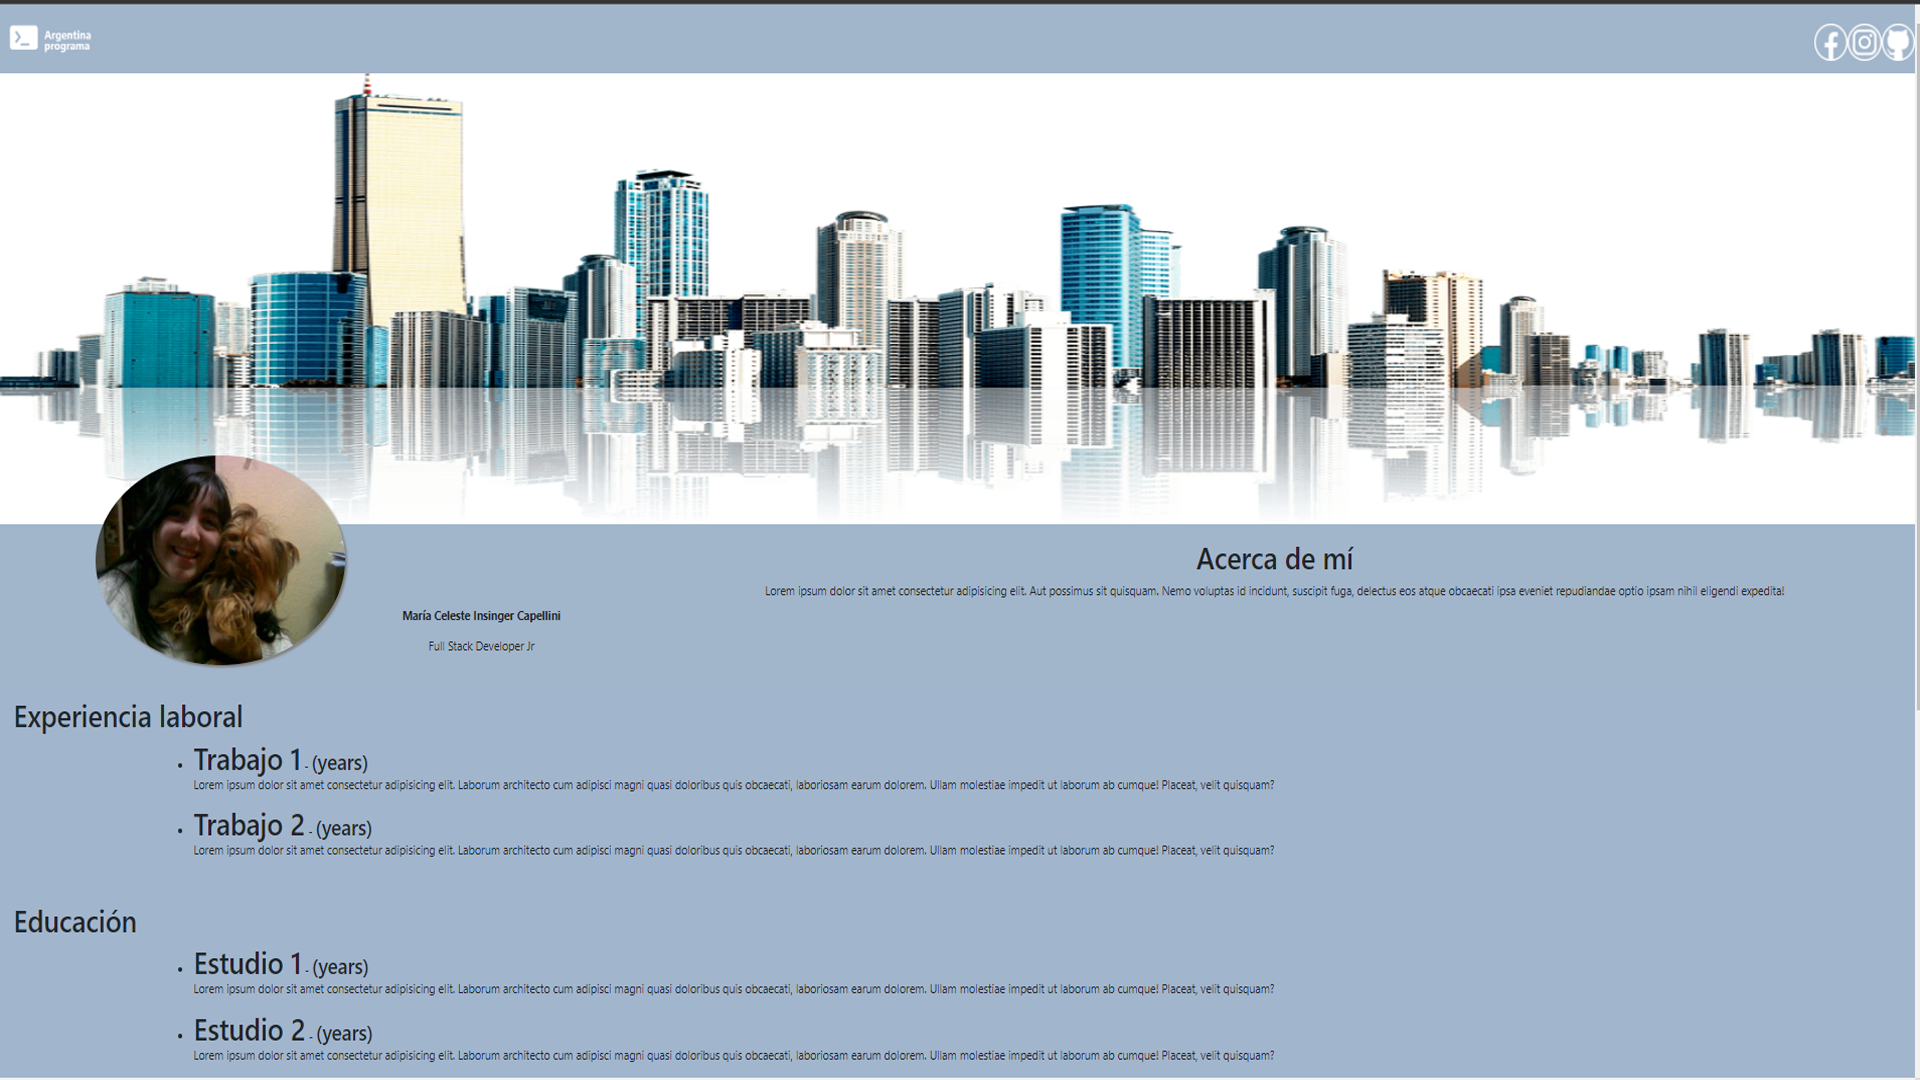 Argentina
programa
Acerca de mí
Lorem ipsum dolor sit amet consectetur adipisicing elit. Aut possimus sit quisquam. Nemo voluptas id incidunt, suscipit fuga, delectus eos atque obcaecati ipsa eveniet repudiandae optio ipsam nihil eligendi expedita!
María Celeste Insinger Capellini
Full Stack Developer Jr
Experiencia laboral
• Trabajo 1 - (years)
Lorem ipsum dolor sit amet consectetur adipisicing elit. Laborum architecto cum adipisci magni quasi doloribus quis obcaecati, laboriosam earum dolorem. Ullam molestiae impedit ut laborum ab cumque! Placeat, velit quisquam?
• Trabajo 2 - (years)
Lorem ipsum dolor sit amet consectetur adipisicing elit. Laborum architecto cum adipisci magni quasi doloribus quis obcaecati, laboriosam earum dolorem. Ullam molestiae impedit ut laborum ab cumque! Placeat, velit quisquam?
Educación
• Estudio 1 - (years)
Lorem ipsum dolor sit amet consectetur adipisicing elit. Laborum architecto cum adipisci magni quasi doloribus quis obcaecati, laboriosam earum dolorem. Ullam molestiae impedit ut laborum ab cumque! Placeat, velit quisquam?
• Estudio 2 - (years)
Lorem ipsum dolor sit amet consectetur adipisicing elit. Laborum architecto cum adipisci magni quasi doloribus quis obcaecati, laboriosam earum dolorem. Ullam molestiae impedit ut laborum ab cumque! Placeat, velit quisquam?